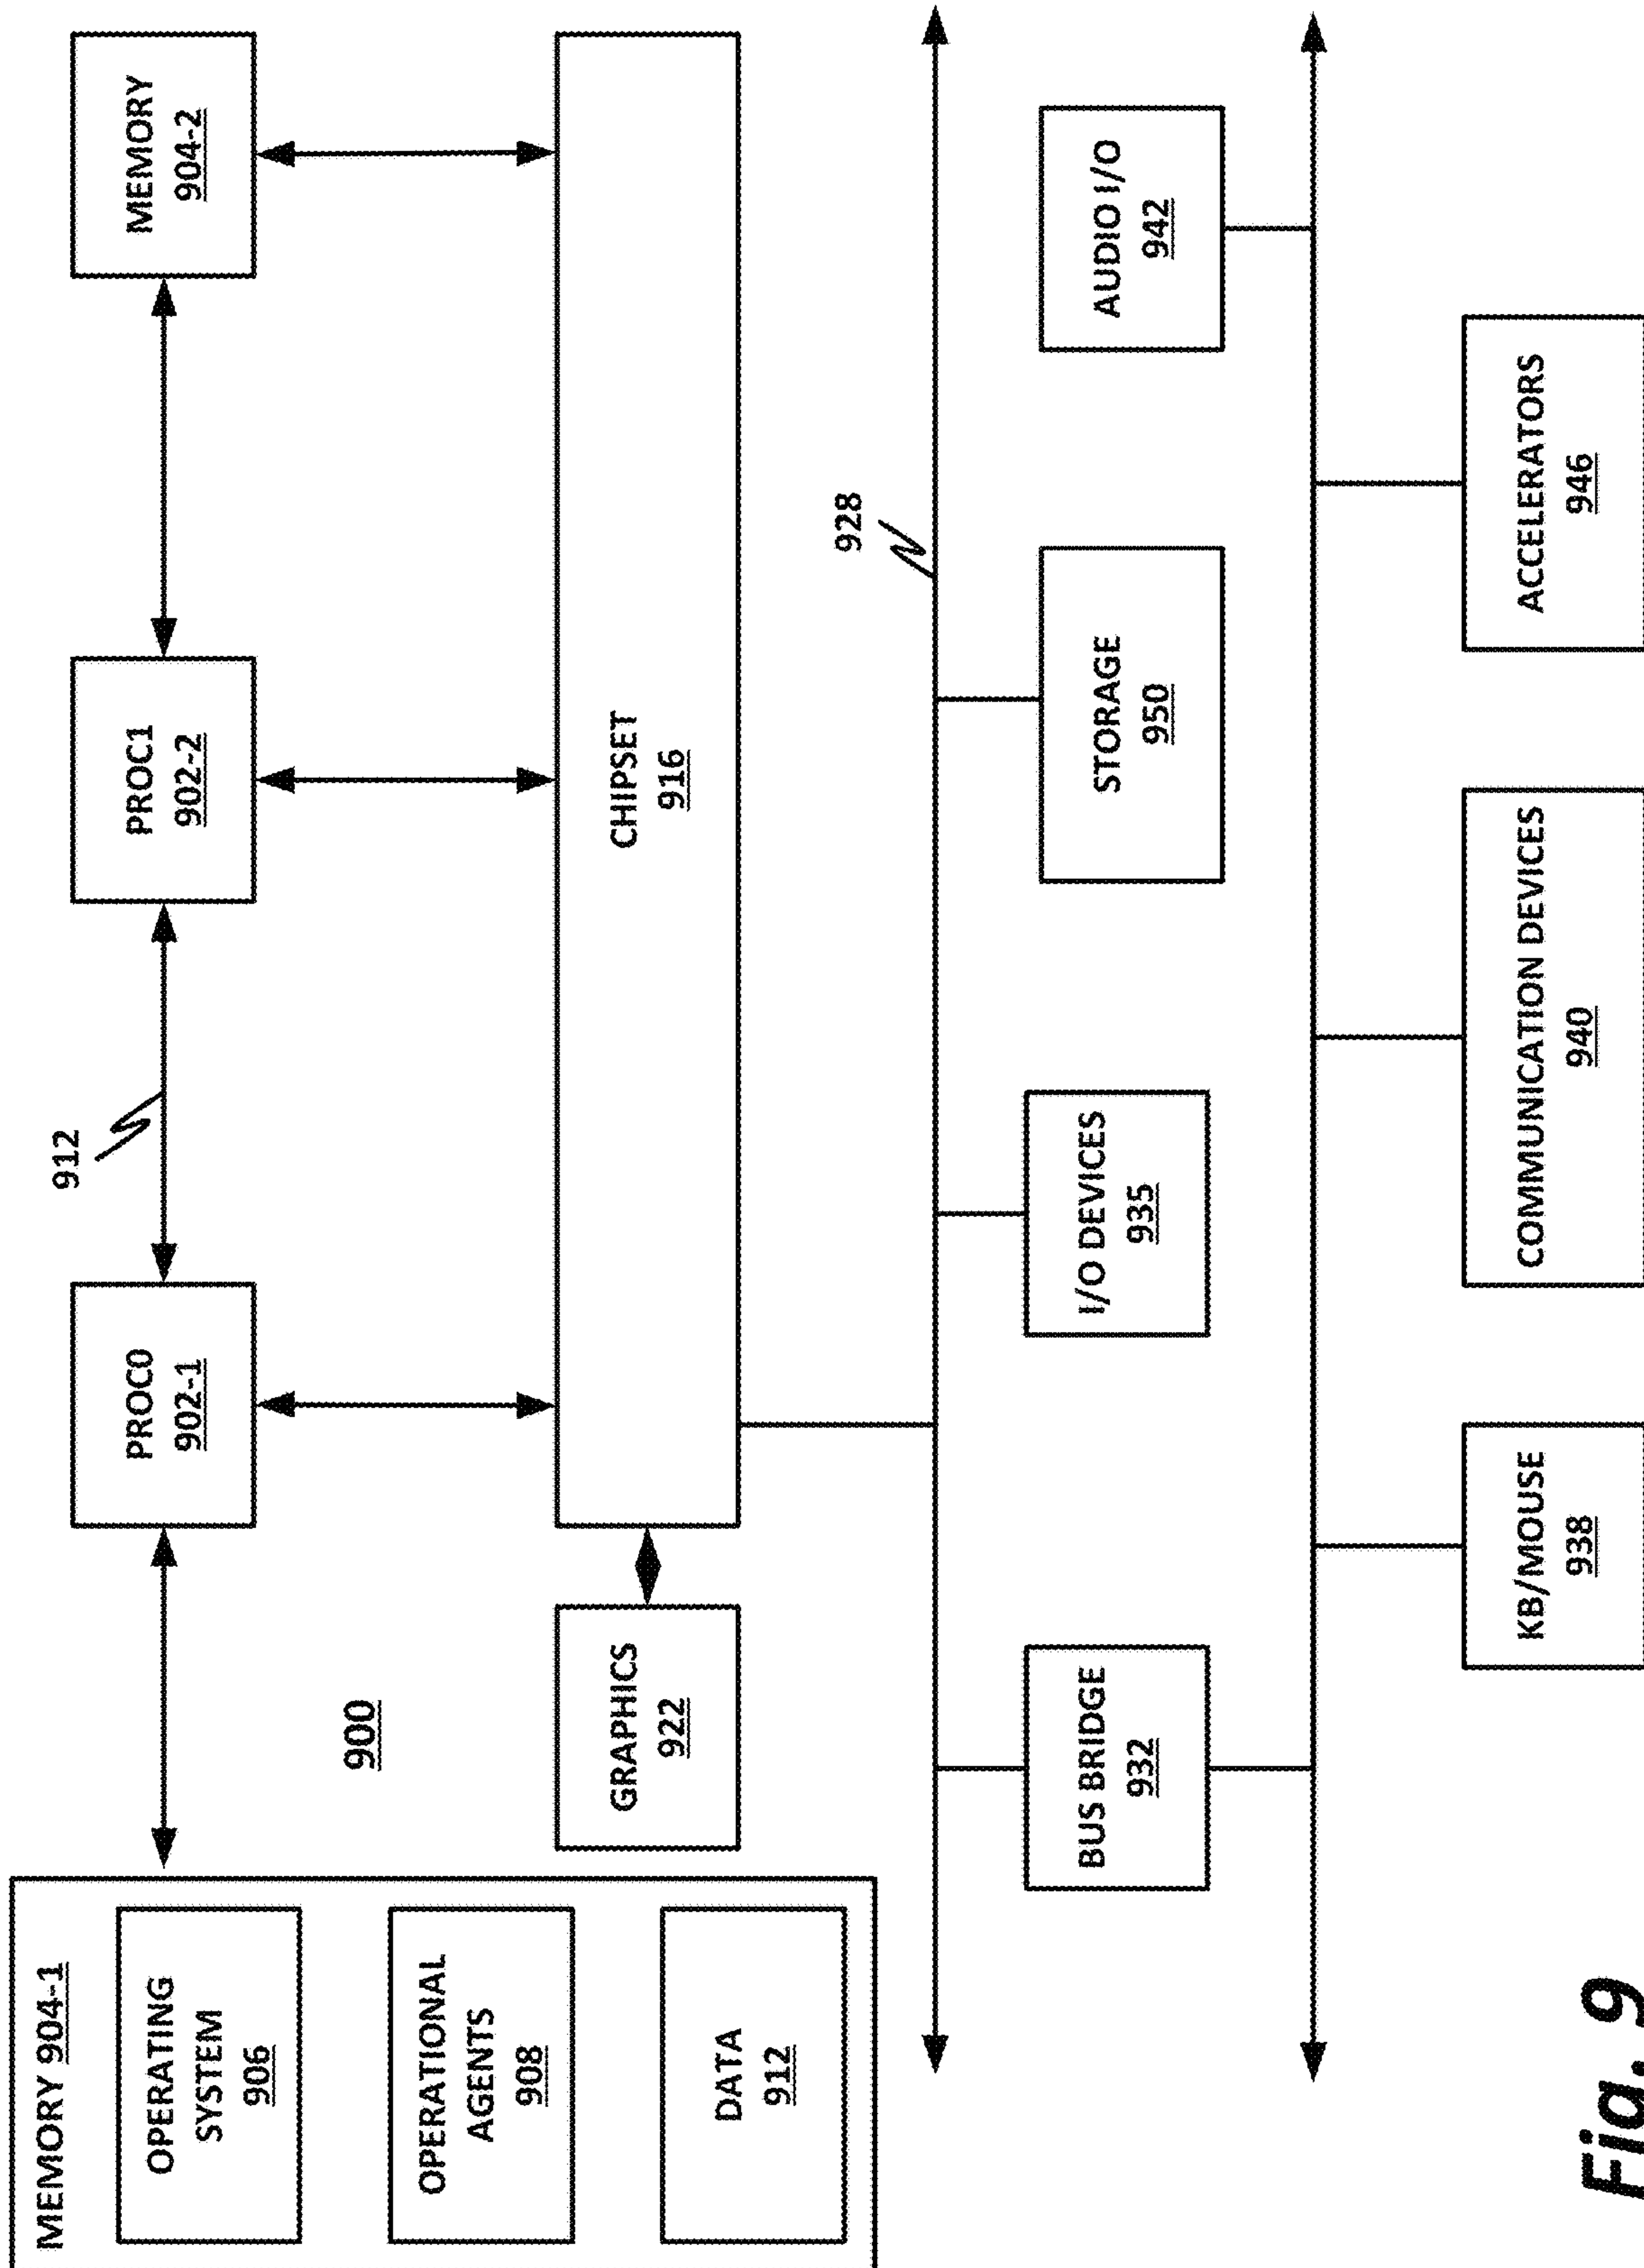 MEMORY 904-1
OPERATING
SYSTEM
906
OPERATIONAL
AGENTS
908
DATA
912
PROC0
902-1
912
PROC1
902-2
MEMORY
904-2
900
GRAPHICS
922
CHIPSET
916
928
BUS BRIDGE
932
I/O DEVICES
935
STORAGE
950
AUDIO I/O
942
KB/MOUSE
938
COMMUNICATION DEVICES
940
ACCELERATORS
946
Fig. 9